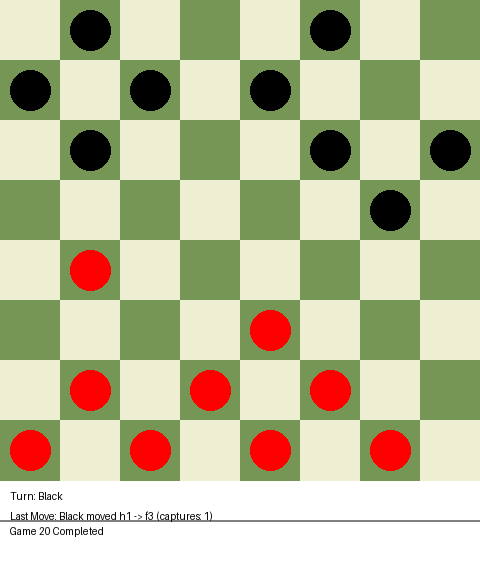 Turn: Black
Last Move: Black moved h1 -> f3 (captures: 1)
Game 20 Completed